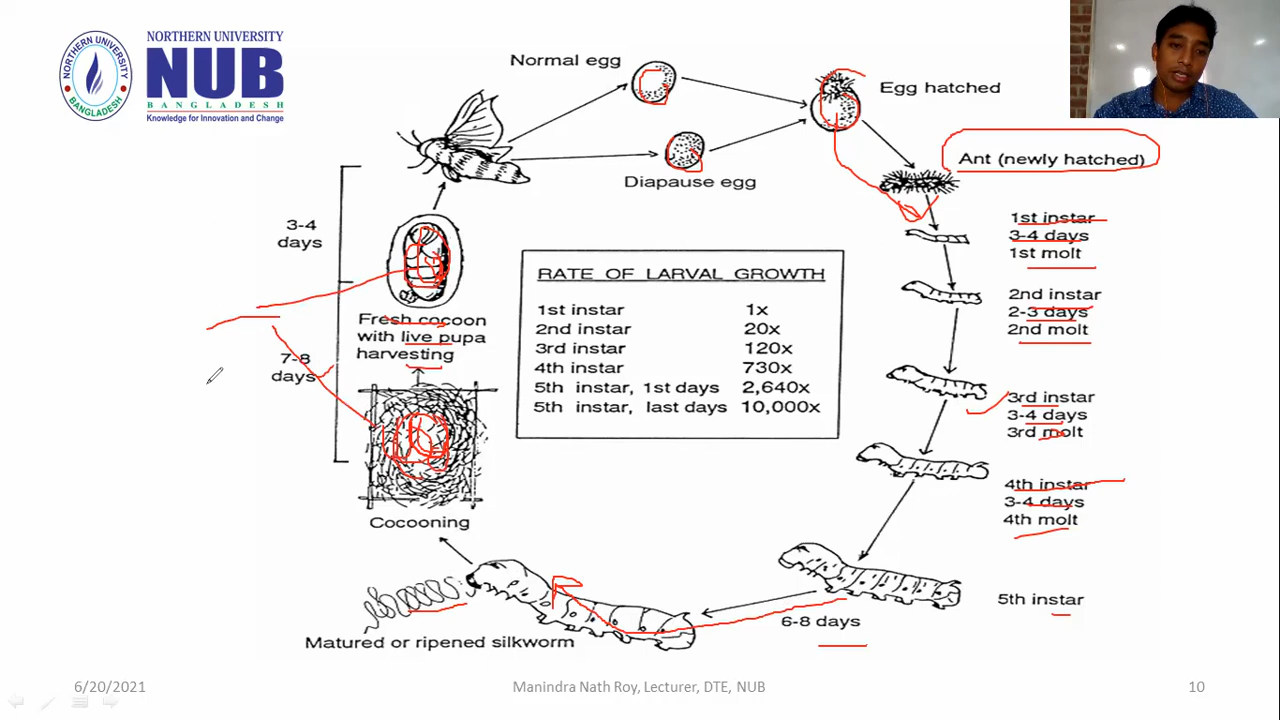 NORTHERN UNIVERSITY
NUB
BANGLADESH
Knowledge for Innovation and Change
NORTHERN UNIVERSITY
BANGLADESH
Normal egg
Egg hatched
Diapause egg
Ant (newly hatched)
1st instar
3-4 days
1st molt
2nd instar
2-3 days
2nd molt
3rd instar
3-4 days
3rd molt
4th instar
3-4 days
4th molt
5th instar
6-8 days
Matured or ripened silkworm
Cocooning
7-8
days
Fresh cocoon
with live pupa
harvesting
3-4
days
RATE OF LARVAL GROWTH
1st instar 1x
2nd instar 20x
3rd instar 120x
4th instar 730x
5th instar, 1st days 2,640x
5th instar, last days 10,000x
6/20/2021
Manindra Nath Roy, Lecturer, DTE, NUB
10